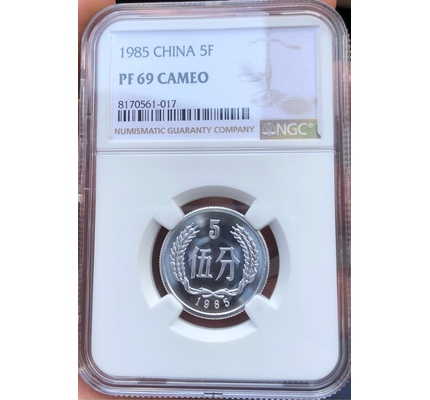 1985 CHINA 5F
PF 69 CAMEO
8170561-017
NUMISMATIC GUARANTY COMPANY
NGC
5
伍分
1985